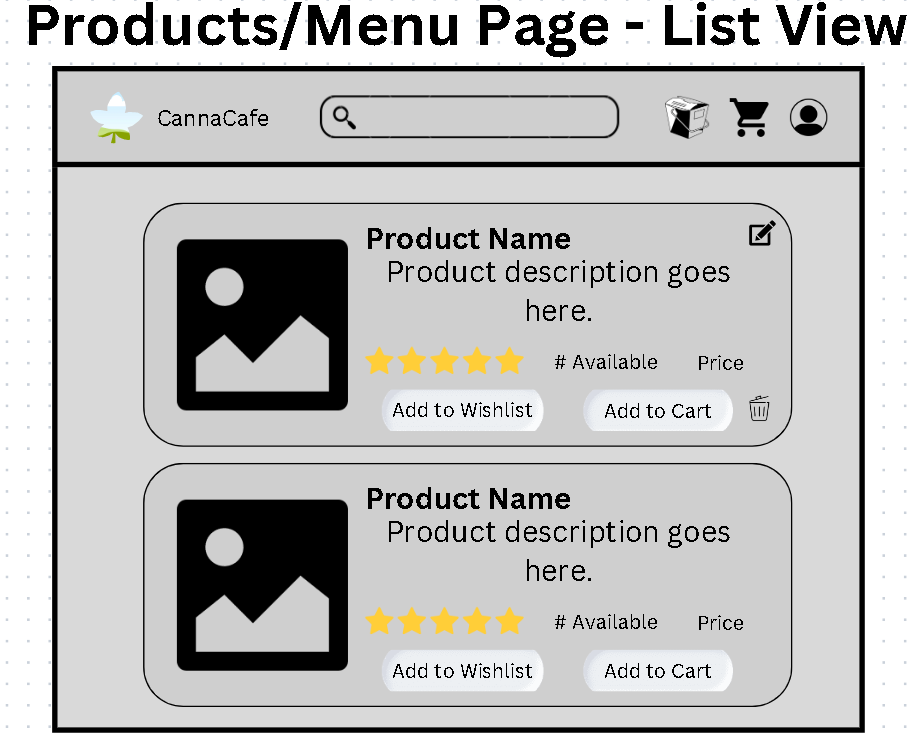 Products/Menu Page - List View
CannaCafe
Product Name
Product description goes
here.
# Available
Price
Add to Wishlist
Add to Cart
Product Name
Product description goes
here.
# Available
Price
Add to Wishlist
Add to Cart